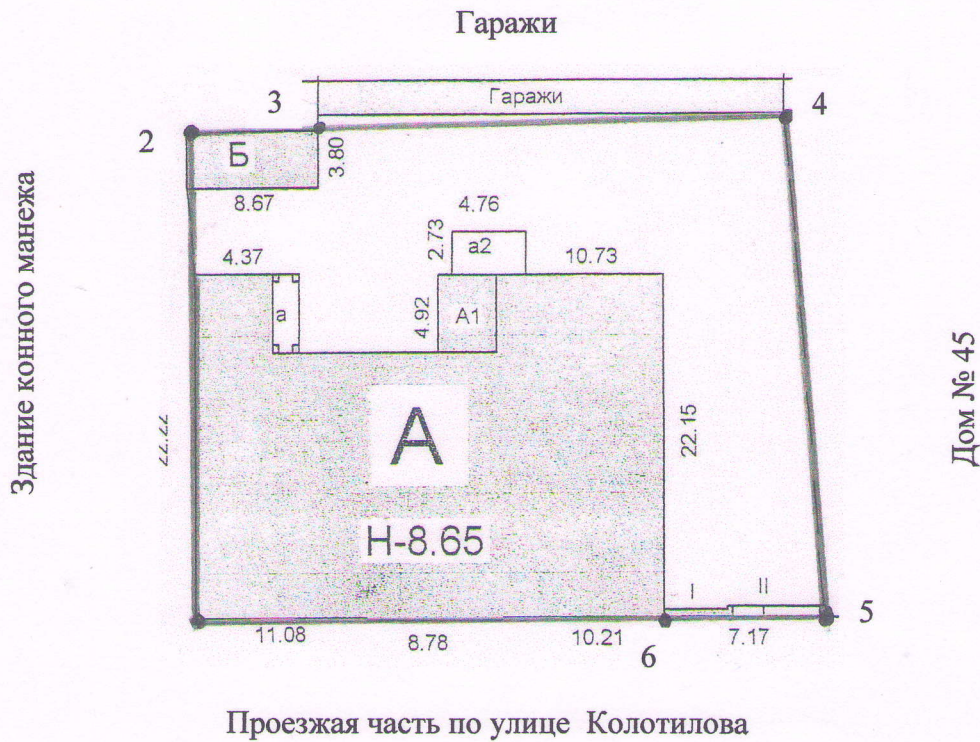 Гаражи
Гаражи
3
4
2
Б
3.80
8.67
4.76
2.73
а2
4.37
10.73
а
4.92
А1
А
22.22
22.15
Н-8.65
I
II
5
11.08
8.78
10.21
7.17
6
Здание конного манежа
Дом № 45
Проезжая часть по улице Колотилова